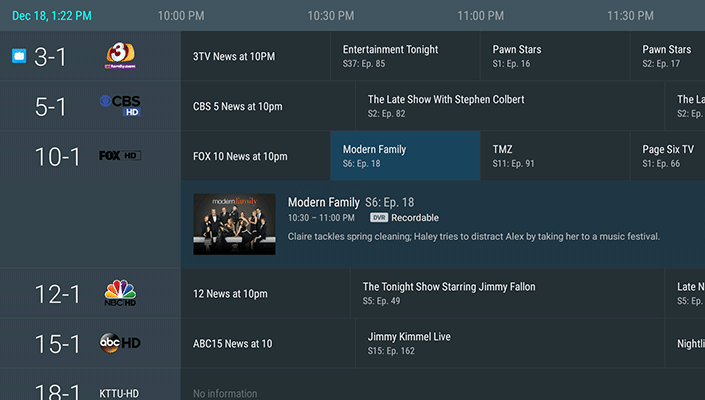 Dec 18, 1:22 PM 10:00 PM 10:30 PM 11:00 PM 11:30 PM
3-1 3 3TV News at 10PM Entertainment Tonight Pawn Stars Pawn Stars
S37: Ep. 85 S1: Ep. 16 S2: Ep. 17
5-1 CBS HD CBS 5 News at 10pm The Late Show With Stephen Colbert The La
S2: Ep. 82 S2: Ep.
10-1 FOX HD FOX 10 News at 10pm Modern Family TMZ Page Six TV
S6: Ep. 18 S11: Ep. 91 S1: Ep. 66
modern family Modern Family S6: Ep. 18
10:30 – 11:00 PM DVR Recordable
Claire tackles spring cleaning; Haley tries to distract Alex by taking her to a music festival.
12-1 NBC HD 12 News at 10pm The Tonight Show Starring Jimmy Fallon Late N
S5: Ep. 49 S5: Ep.
15-1 abc HD ABC15 News at 10 Jimmy Kimmel Live Nightli
S15: Ep. 162
18-1 KTTU-HD No information